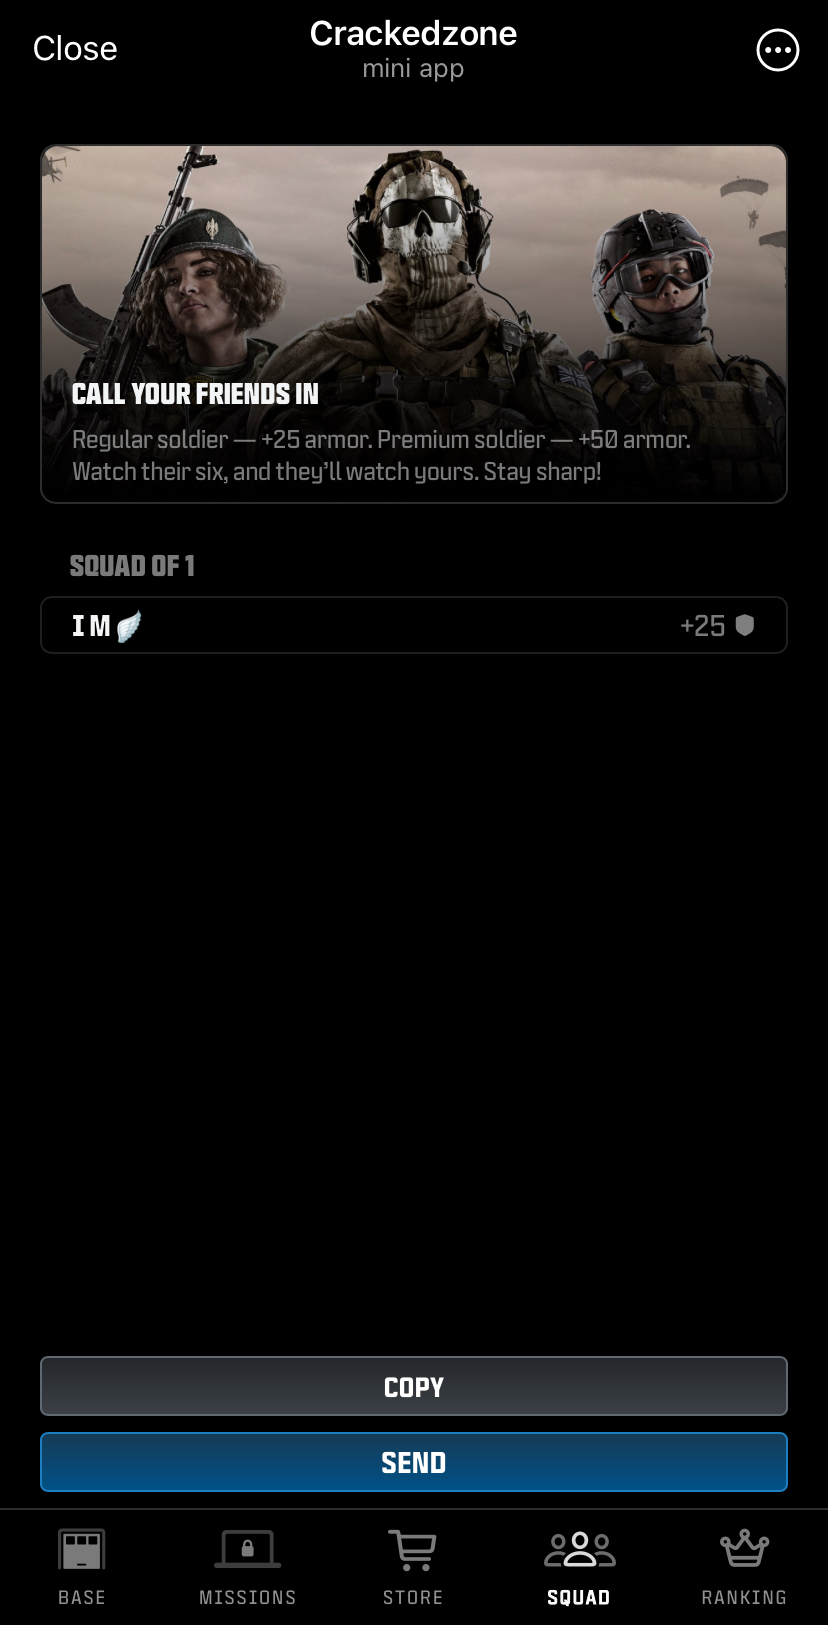 Close
Crackedzone
mini app
CALL YOUR FRIENDS IN
Regular soldier — +25 armor. Premium soldier — +50 armor.
Watch their six, and they’ll watch yours. Stay sharp!
SQUAD OF 1
I M🪽
+25
COPY
SEND
BASE
MISSIONS
STORE
SQUAD
RANKING